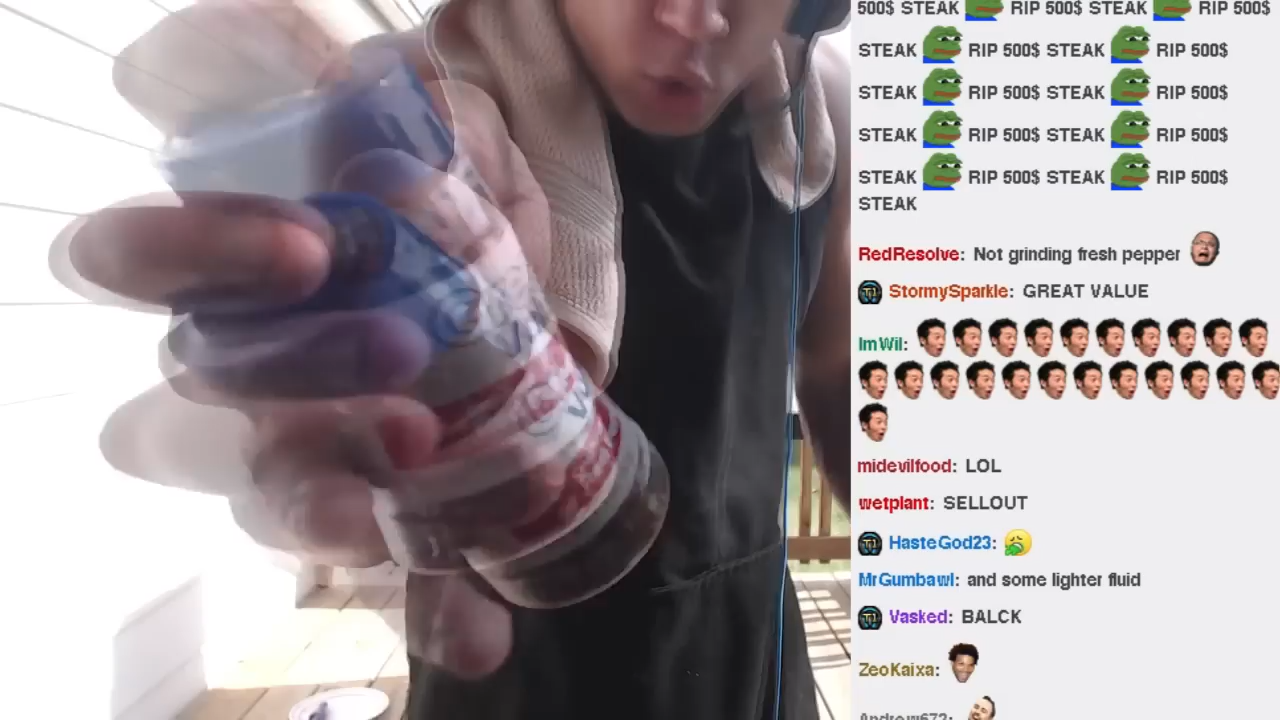 500$ STEAK RIP 500$ STEAK RIP 500$
STEAK RIP 500$ STEAK RIP 500$
STEAK RIP 500$ STEAK RIP 500$
STEAK RIP 500$ STEAK RIP 500$
STEAK RIP 500$ STEAK RIP 500$
STEAK
RedResolve: Not grinding fresh pepper
StormySparkle: GREAT VALUE
ImWil:
midevilfood: LOL
wetplant: SELLOUT
HasteGod23:
MrGumbawl: and some lighter fluid
Vasked: BALCK
ZeoKaixa:
Andrew672: